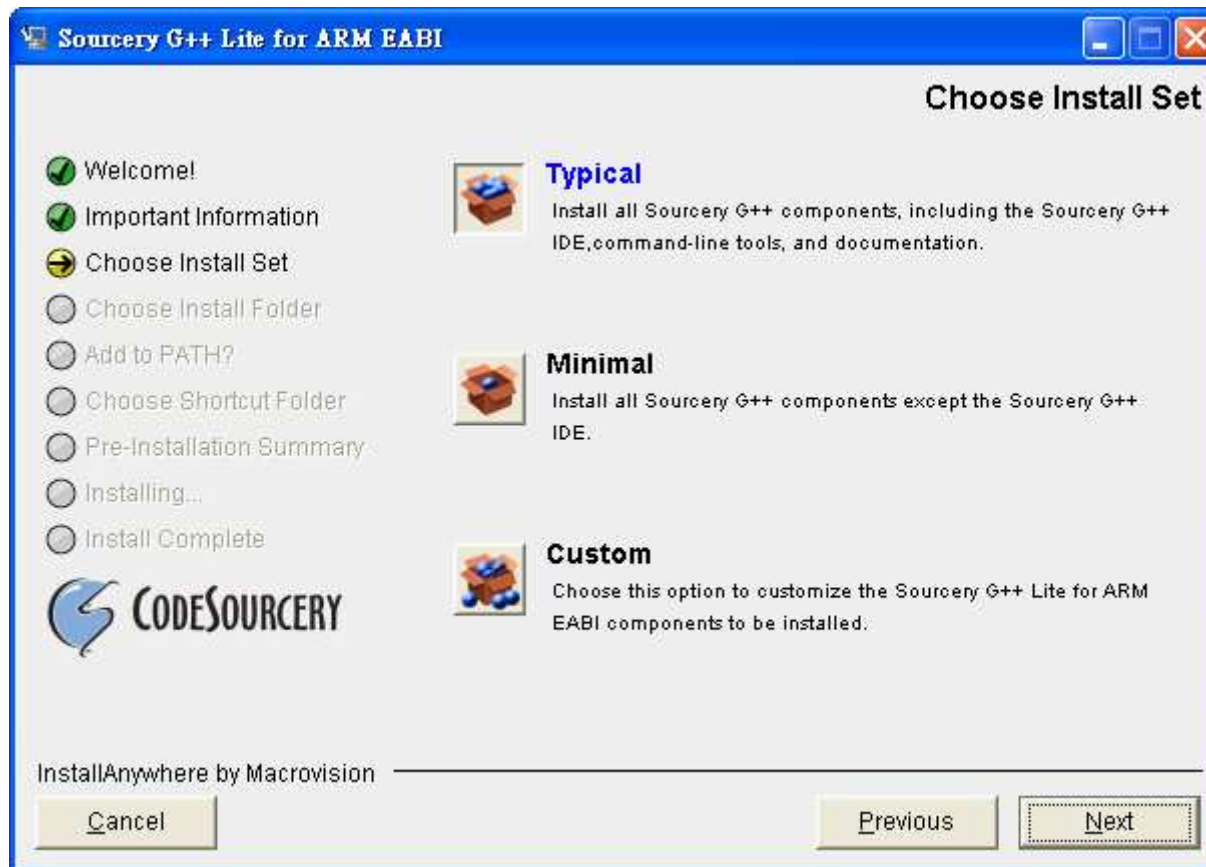 Sourcery G++ Lite for ARM EABI
Choose Install Set
Welcome!
Important Information
Choose Install Set
Choose Install Folder
Add to PATH?
Choose Shortcut Folder
Pre-Installation Summary
Installing...
Install Complete
CODESOURCERY
Typical
Install all Sourcery G++ components, including the Sourcery G++
IDE,command-line tools, and documentation.
Minimal
Install all Sourcery G++ components except the Sourcery G++
IDE.
Custom
Choose this option to customize the Sourcery G++ Lite for ARM
EABI components to be installed.
InstallAnywhere by Macrovision
Cancel
Previous
Next